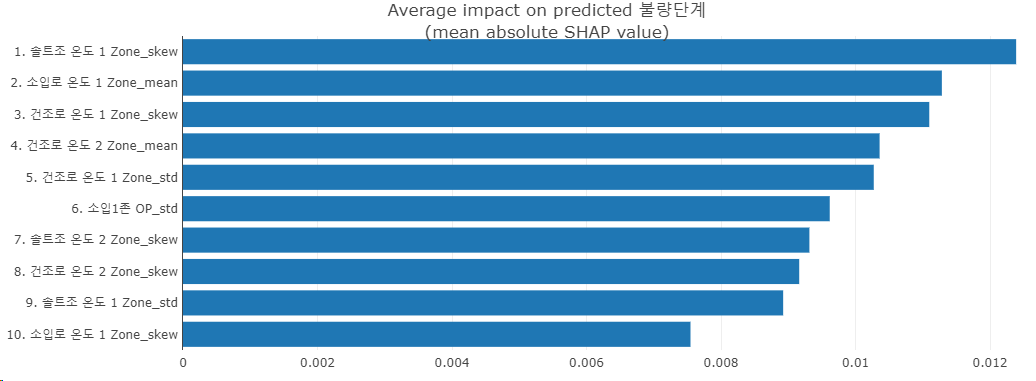 Average impact on predicted 불량단계
(mean absolute SHAP value)
1. 솔트조 온도 1 Zone_skew
2. 소입로 온도 1 Zone_mean
3. 건조로 온도 1 Zone_skew
4. 건조로 온도 2 Zone_mean
5. 건조로 온도 1 Zone_std
6. 소입1존 OP_std
7. 솔트조 온도 2 Zone_skew
8. 건조로 온도 2 Zone_skew
9. 솔트조 온도 1 Zone_std
10. 소입로 온도 1 Zone_skew
0 0.002 0.004 0.006 0.008 0.01 0.012